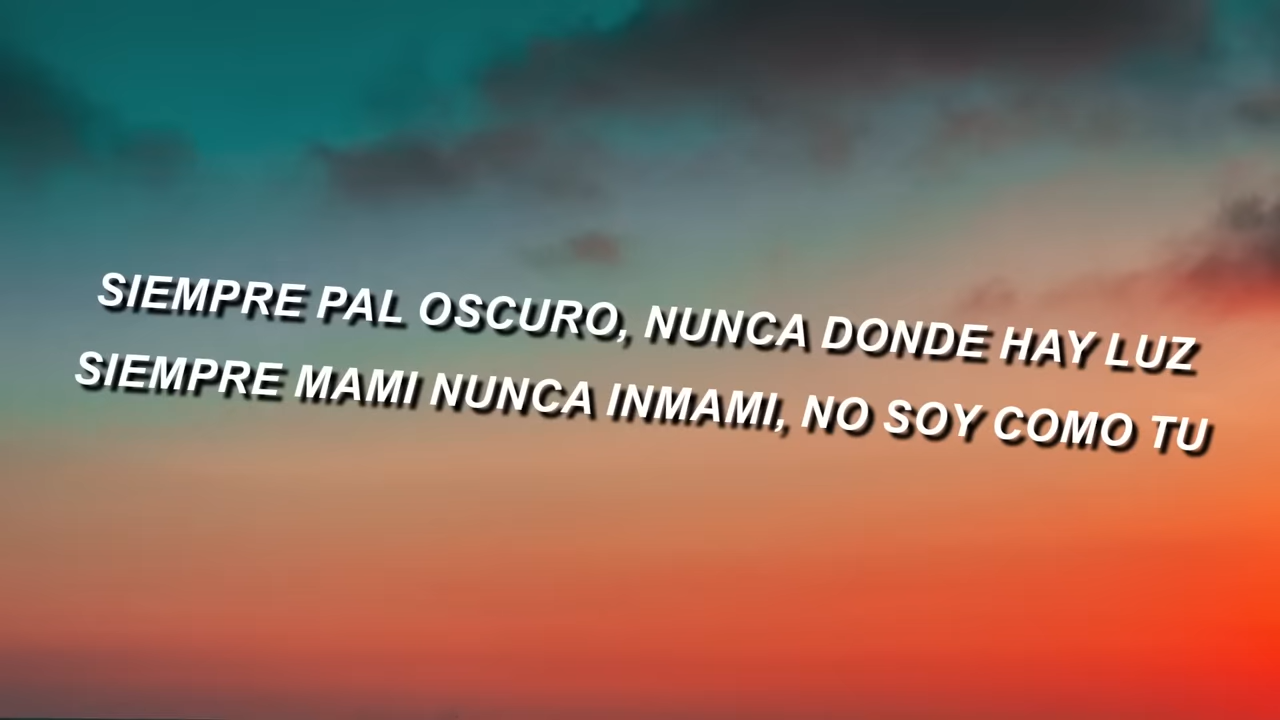 SIEMPRE PAL OSCURO, NUNCA DONDE HAY LUZ
SIEMPRE MAMI NUNCA INMAMI, NO SOY COMO TU